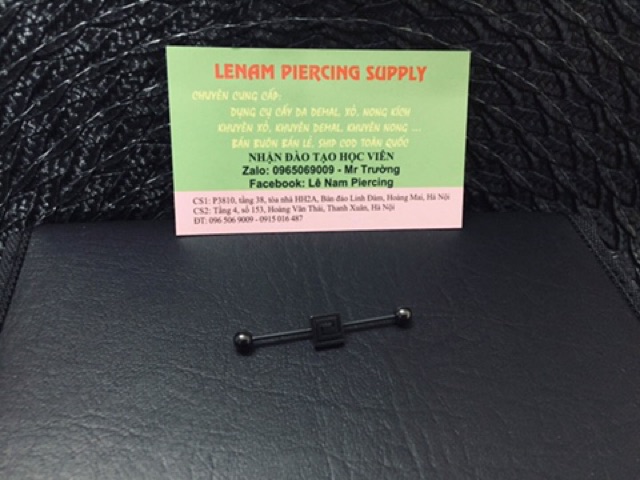 LENAM PIERCING SUPPLY
CHUYÊN CUNG CẤP:
DỤNG CỤ CẤY DA DEMAL, XỎ, NONG KÍCH
KHUYÊN XỎ, KHUYÊN DEMAL, KHUYÊN NONG ...
BÁN BUÔN BÁN LẺ, SHIP COD TOÀN QUỐC
NHẬN ĐÀO TẠO HỌC VIÊN
Zalo: 0965069009 - Mr Trường
Facebook: Lê Nam Piercing
CS1: P3810, tầng 38, tòa nhà HH2A, Bán đảo Linh Đàm, Hoàng Mai, Hà Nội
CS2: Tầng 4, số 153, Hoàng Văn Thái, Thanh Xuân, Hà Nội
ĐT: 096 506 9009 - 0915 016 487